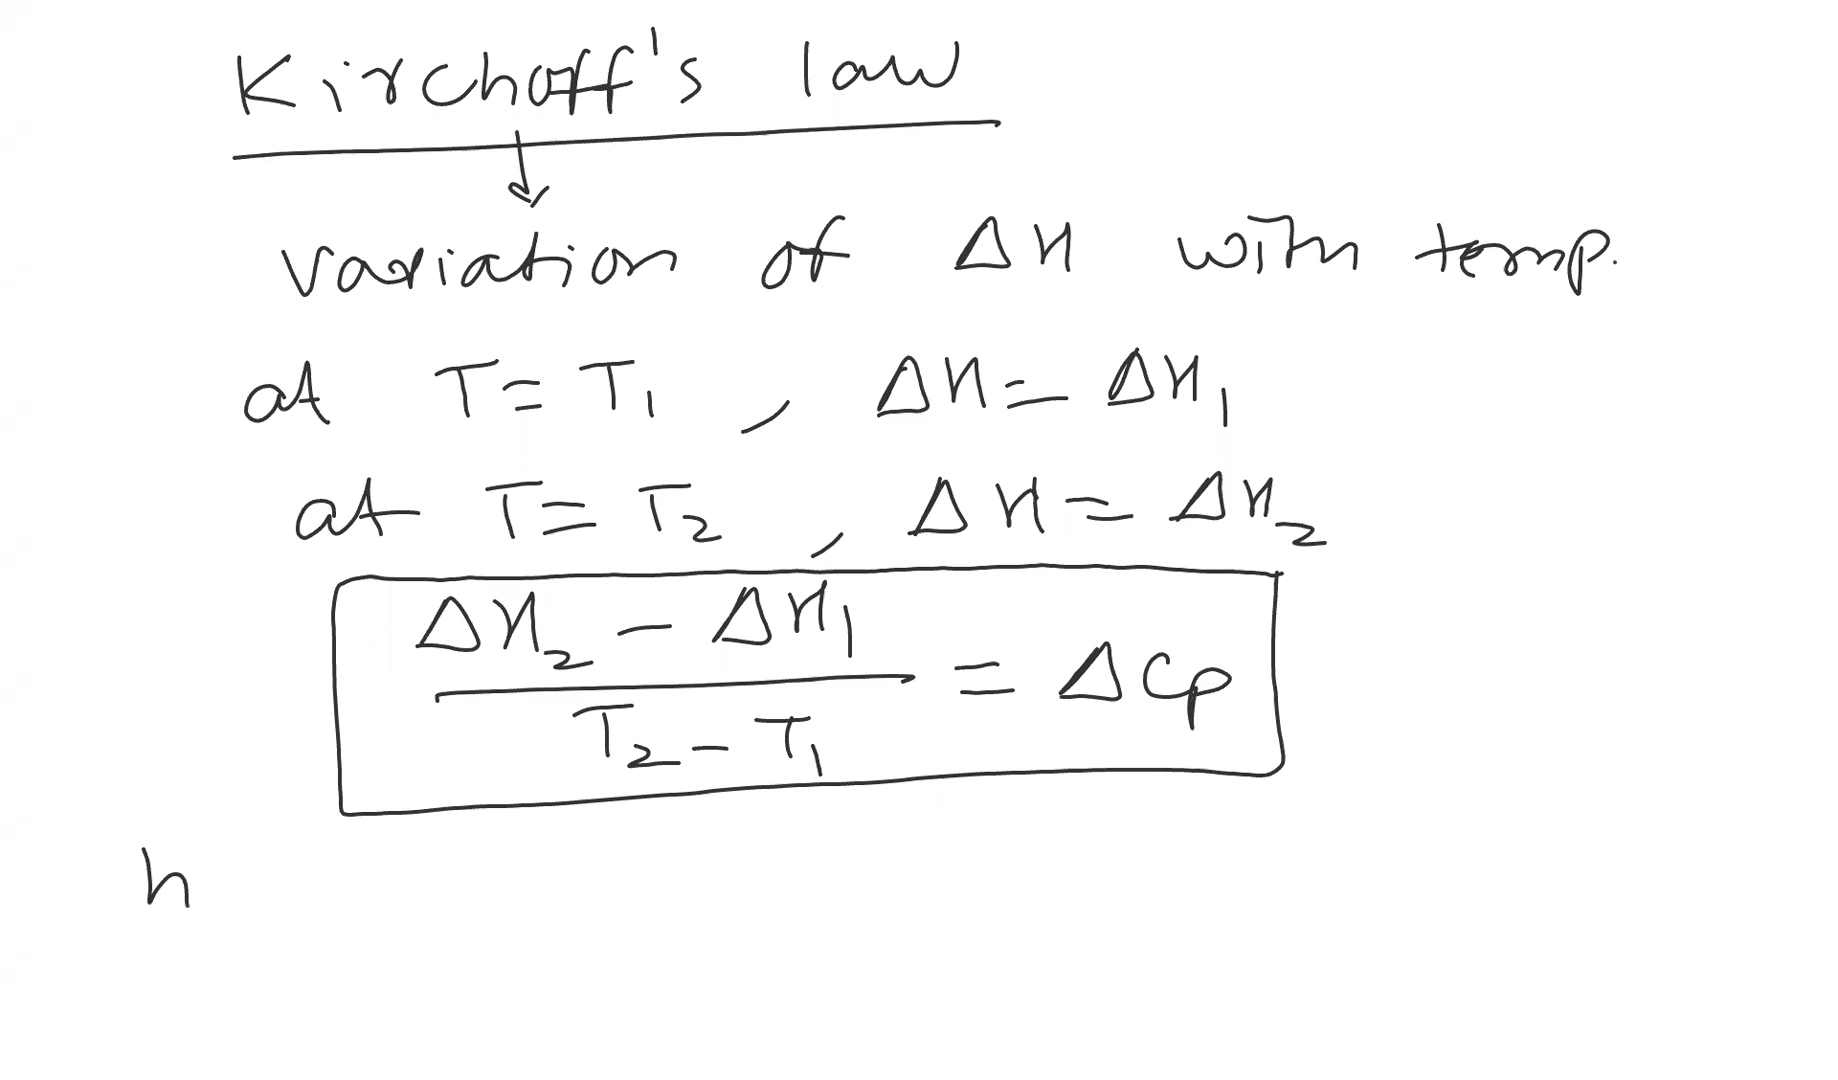 Kirchoff's law
variation of ΔH with temp.
at T = T₁ , ΔH = ΔH₁
at T = T₂ , ΔH = ΔH₂
ΔH₂ - ΔH₁
T₂ - T₁
= ΔCp
h